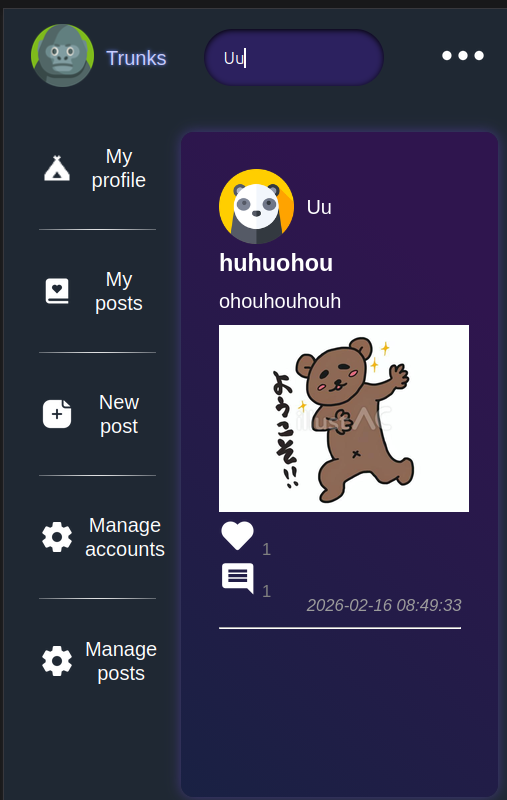 Trunks
Uu
My
profile
My
posts
New
post
Manage
accounts
Manage
posts
Uu
huhuohou
ohouhouhouh
ようこそ!!
illustAC
1
1
2026-02-16 08:49:33